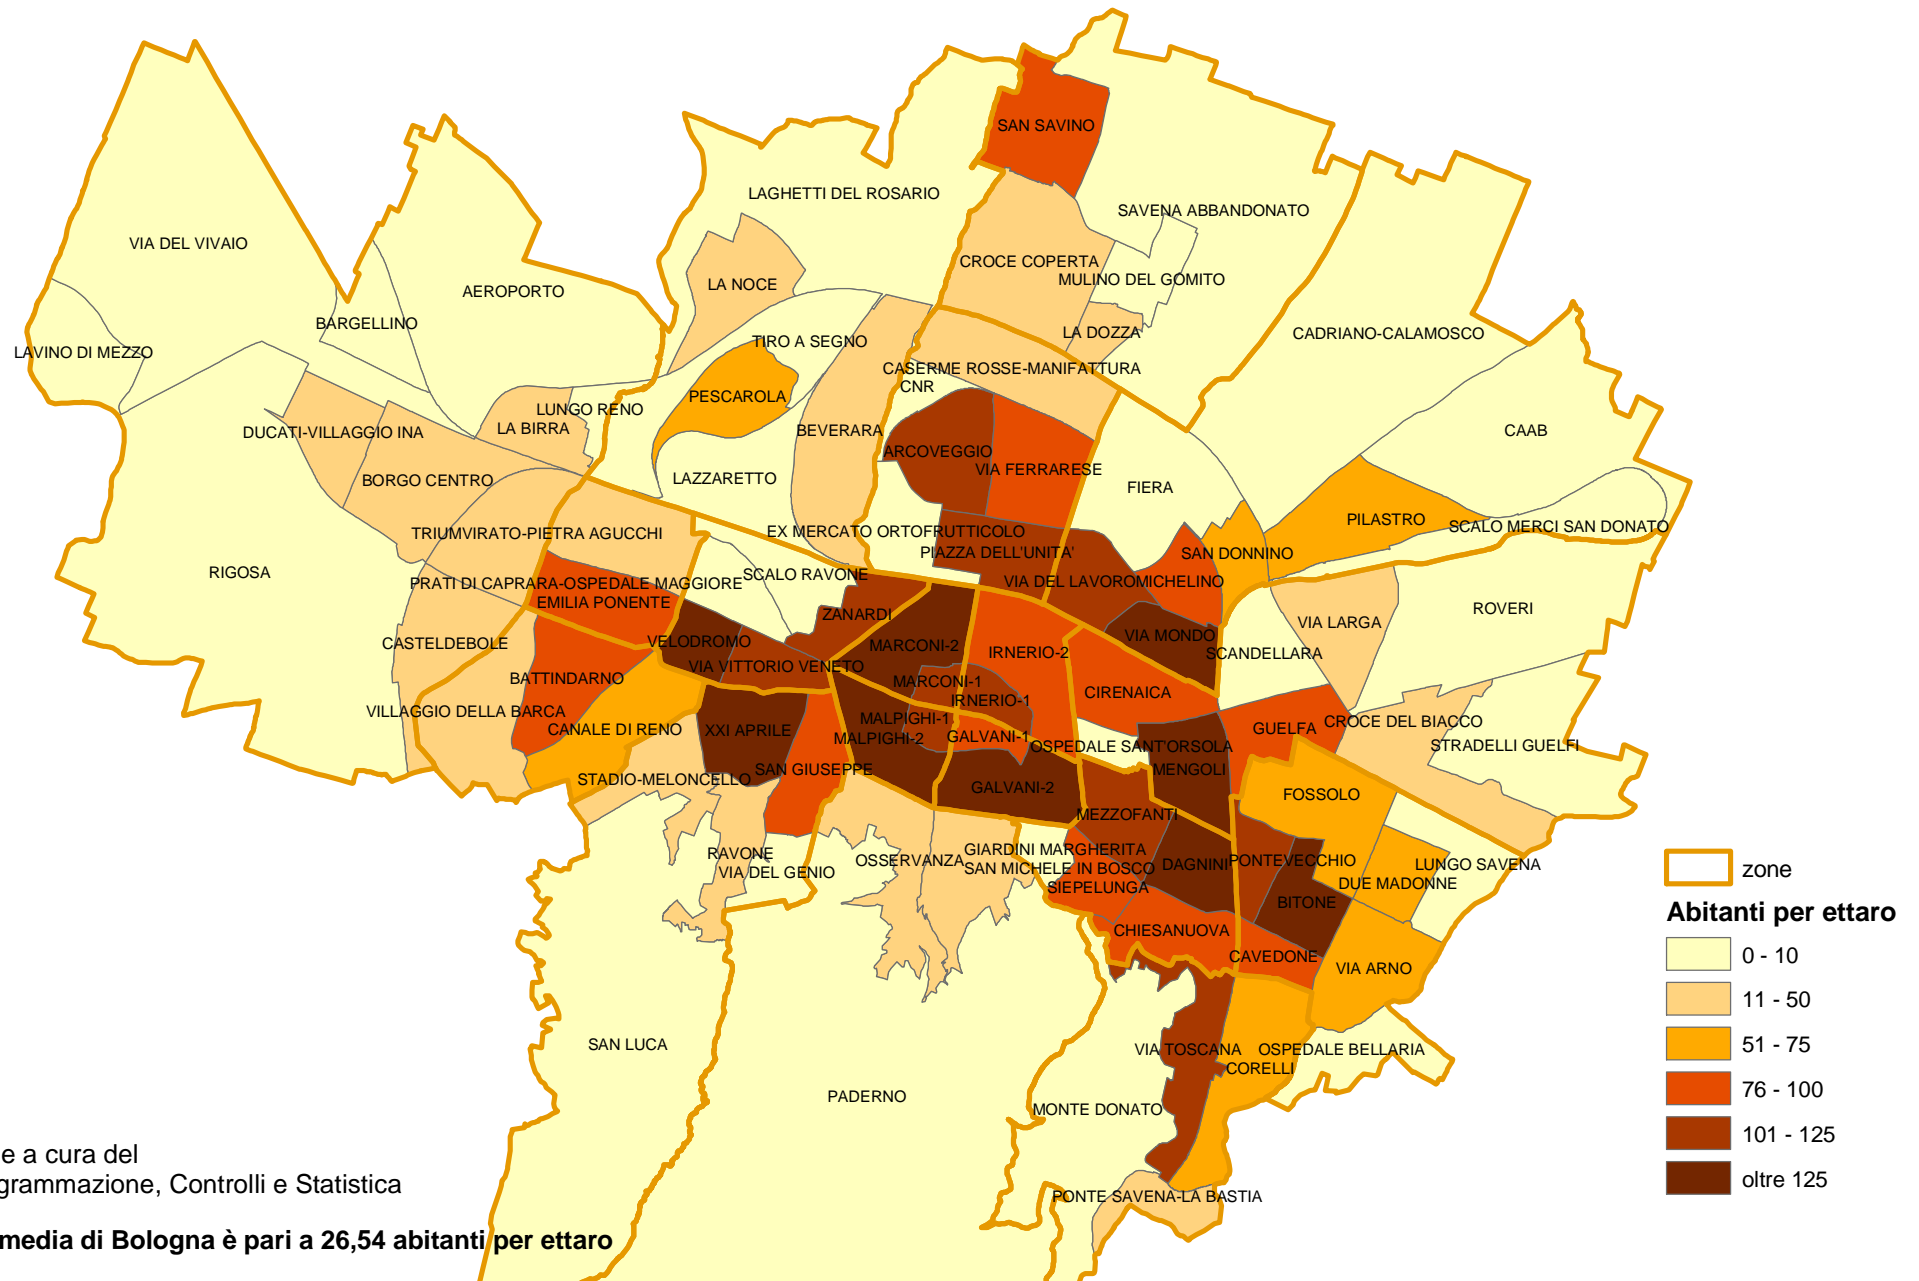 SAN SAVINO
LAGHETTI DEL ROSARIO
SAVENA ABBANDONATO
VIA DEL VIVAIO
CROCE COPERTA
MULINO DEL GOMITO
LA NOCE
AEROPORTO
BARGELLINO
LA DOZZA
CADRIANO-CALAMOSCO
TIRO A SEGNO
LAVINO DI MEZZO
CASERME ROSSE-MANIFATTURA
CNR
PESCAROLA
LUNGO RENO
LA BIRRA
DUCATI-VILLAGGIO INA
BEVERARA
CAAB
ARCOVEGGIO
VIA FERRARESE
BORGO CENTRO
LAZZARETTO
FIERA
PILASTRO
SCALO MERCI SAN DONATO
TRIUMVIRATO-PIETRA AGUCCHI
EX MERCATO ORTOFRUTTICOLO
PIAZZA DELL'UNITA'
SAN DONNINO
RIGOSA
SCALO RAVONE
PRATI DI CAPRARA-OSPEDALE MAGGIORE
VIA DEL LAVORO
MICHELINO
EMILIA PONENTE
ZANARDI
ROVERI
VIA LARGA
CASTELDEBOLE
VELODROMO
MARCONI-2
IRNERIO-2
VIA MONDO
SCANDELLARA
VIA VITTORIO VENETO
BATTINDARNO
MARCONI-1
IRNERIO-1
CIRENAICA
VILLAGGIO DELLA BARCA
CANALE DI RENO
XXI APRILE
MALPIGHI-1
MALPIGHI-2
GALVANI-1
OSPEDALE SANT'ORSOLA
GUELFA
CROCE DEL BIACCO
STRADELLI GUELFI
STADIO-MELONCELLO
SAN GIUSEPPE
MENGOLI
GALVANI-2
FOSSOLO
MEZZOFANTI
RAVONE
VIA DEL GENIO
OSSERVANZA
GIARDINI MARGHERITA
SAN MICHELE IN BOSCO
SIEPELUNGA
DAGNINI
PONTEVECCHIO
LUNGO SAVENA
DUE MADONNE
BITONE
CHIESANUOVA
CAVEDONE
VIA ARNO
SAN LUCA
VIA TOSCANA
OSPEDALE BELLARIA
CORELLI
PADERNO
MONTE DONATO
PONTE SAVENA-LA BASTIA
zone
Abitanti per ettaro
0 - 10
11 - 50
51 - 75
76 - 100
101 - 125
oltre 125
e a cura del
grammazione, Controlli e Statistica
media di Bologna è pari a 26,54 abitanti per ettaro